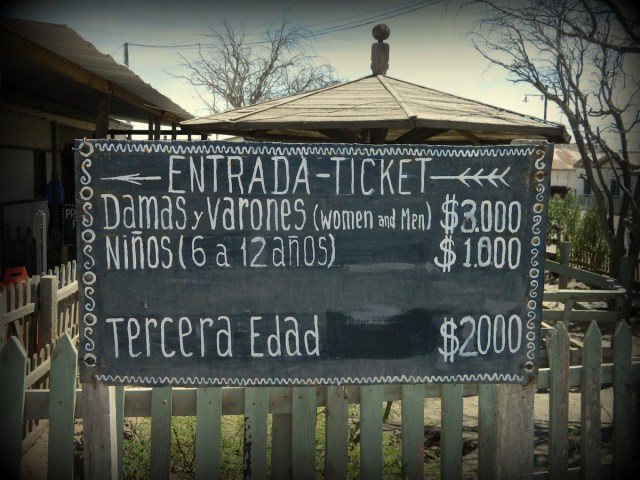 ENTRADA-TICKET
Damas y Varones (women and Men) $3.000
Niños (6 a 12 años) $1.000
Tercera Edad $2000